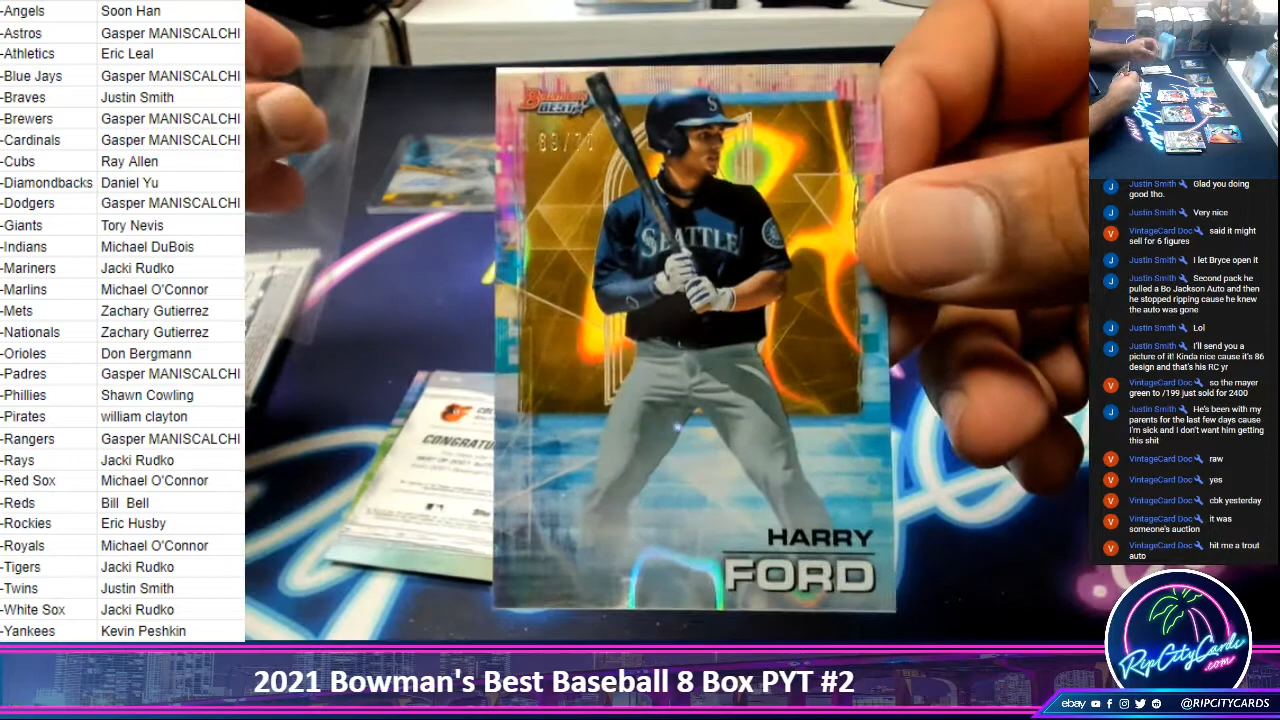 -Angels Soon Han
-Astros Gasper MANISCALCHI
-Athletics Eric Leal
-Blue Jays Gasper MANISCALCHI
-Braves Justin Smith
-Brewers Gasper MANISCALCHI
-Cardinals Gasper MANISCALCHI
-Cubs Ray Allen
-Diamondbacks Daniel Yu
-Dodgers Gasper MANISCALCHI
-Giants Tory Nevis
-Indians Michael DuBois
-Mariners Jacki Rudko
-Marlins Michael O'Connor
-Mets Zachary Gutierrez
-Nationals Zachary Gutierrez
-Orioles Don Bergmann
-Padres Gasper MANISCALCHI
-Phillies Shawn Cowling
-Pirates william clayton
-Rangers Gasper MANISCALCHI
-Rays Jacki Rudko
-Red Sox Michael O'Connor
-Reds Bill Bell
-Rockies Eric Husby
-Royals Michael O'Connor
-Tigers Jacki Rudko
-Twins Justin Smith
-White Sox Jacki Rudko
-Yankees Kevin Peshkin
Bowman's
BEST
S
SEATTLE
HARRY
FORD
CONGRATU
Justin Smith Glad you doing
good tho.
J Justin Smith Very nice
V VintageCard Doc said it might
sell for 6 figures
J Justin Smith I let Bryce open it
J Justin Smith Second pack he
pulled a Bo Jackson Auto and then
he stopped ripping cause he knew
the auto was gone
J Justin Smith Lol
J Justin Smith I'll send you a
picture of it! Kinda nice cause it's 86
design and that's his RC yr
V VintageCard Doc so the mayer
green to /199 just sold for 2400
J Justin Smith He's been with my
parents for the last few days cause
I'm sick and I don't want him getting
this shit
V VintageCard Doc raw
V VintageCard Doc yes
V VintageCard Doc cbk yesterday
V VintageCard Doc it was
someone's auction
V VintageCard Doc hit me a trout
auto
RipCityCards
.com
2021 Bowman's Best Baseball 8 Box PYT #2
ebay @RIPCITYCARDS